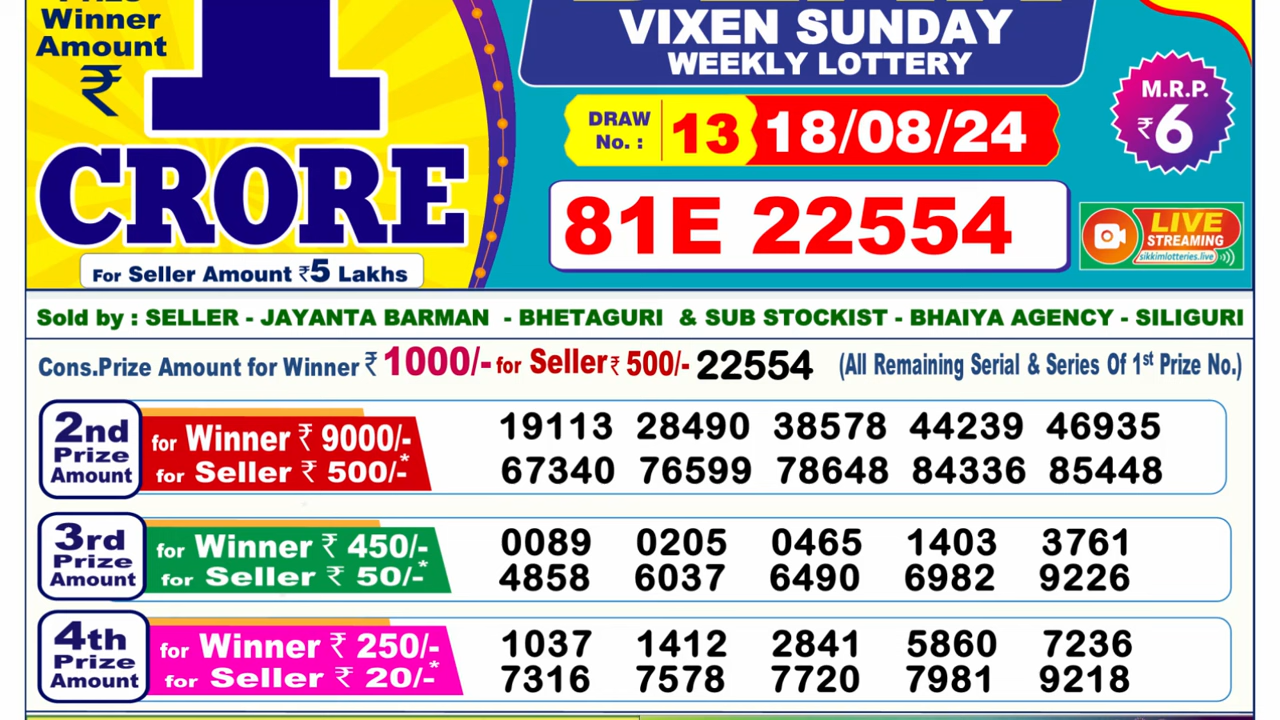 Winner
Amount
₹ 1
CRORE
For Seller Amount ₹5 Lakhs
VIXEN SUNDAY
WEEKLY LOTTERY
DRAW No. : 13 18/08/24
M.R.P. ₹6
81E 22554
LIVE
STREAMING
sikkimlotteries.live
Sold by : SELLER - JAYANTA BARMAN - BHETAGURI & SUB STOCKIST - BHAIYA AGENCY - SILIGURI
Cons.Prize Amount for Winner ₹ 1000/- for Seller ₹ 500/- 22554 (All Remaining Serial & Series Of 1st Prize No.)
2nd Prize Amount
for Winner ₹ 9000/-
for Seller ₹ 500/-*
19113 28490 38578 44239 46935
67340 76599 78648 84336 85448
3rd Prize Amount
for Winner ₹ 450/-
for Seller ₹ 50/-*
0089 0205 0465 1403 3761
4858 6037 6490 6982 9226
4th Prize Amount
for Winner ₹ 250/-
for Seller ₹ 20/-*
1037 1412 2841 5860 7236
7316 7578 7720 7981 9218